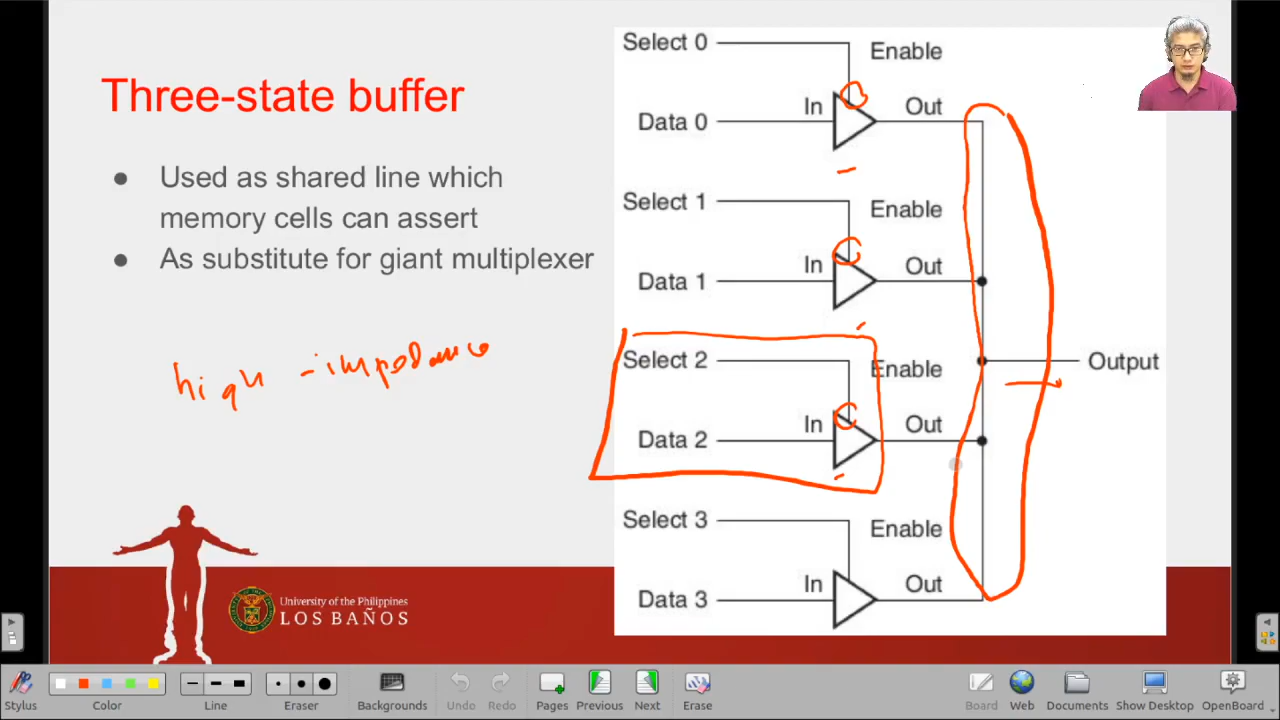 Three-state buffer
● Used as shared line which
memory cells can assert
● As substitute for giant multiplexer
high - impedance
University of the Philippines
LOS BAÑOS
Select 0
Enable
In
Out
Data 0
Select 1
Enable
In
Out
Data 1
Select 2
Enable
In
Out
Data 2
Output
Select 3
Enable
In
Out
Data 3
Stylus
Color
Line
Eraser
Backgrounds
Undo
Redo
Pages
Previous
Next
Erase
Board
Web
Documents
Show Desktop
OpenBoard